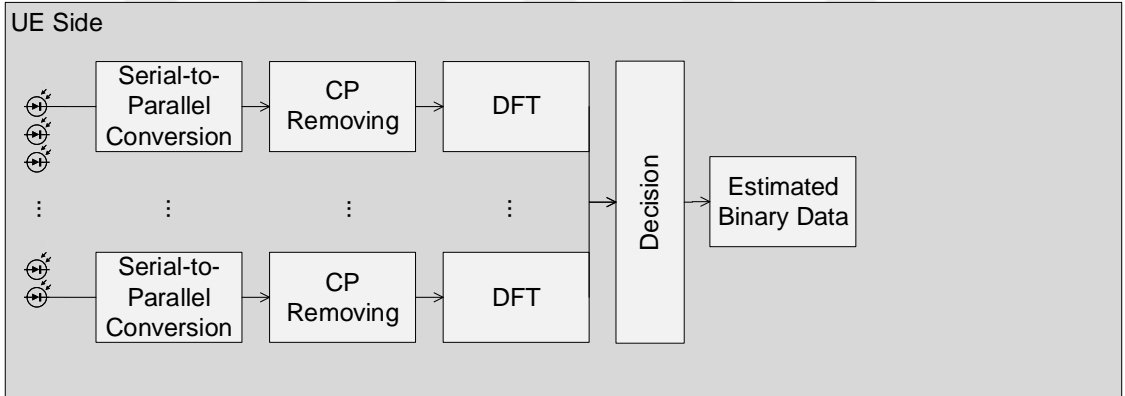 UE Side
Serial-to-
Parallel
Conversion
CP
Removing
DFT
Decision
Estimated
Binary Data
⋮
⋮
⋮
⋮
Serial-to-
Parallel
Conversion
CP
Removing
DFT